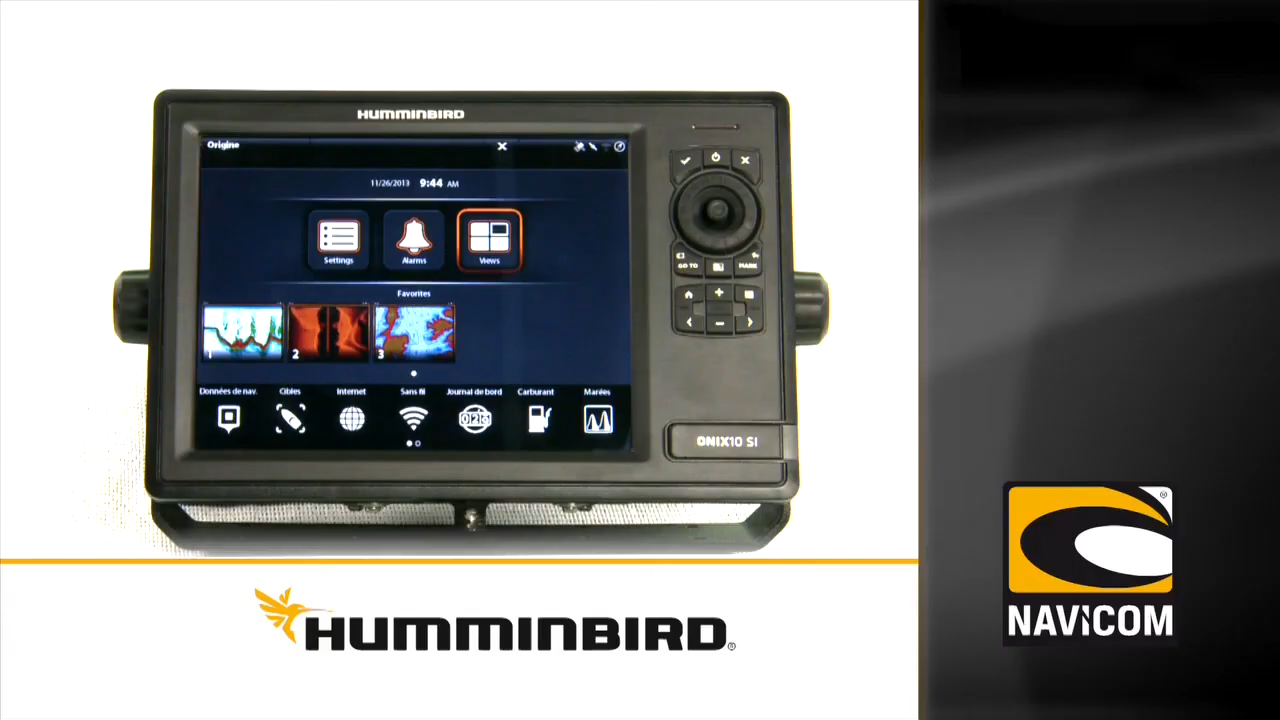 HUMMINBIRD
Origine
11/26/2013 9:44 AM
Settings Alarms Views
Favorites
1 2 3
Données de nav. Cibles Internet Sans fil Journal de bord Carburant Marées
GO TO MARK
ONIX10 SI
HUMMINBIRD®
®
NAVICOM